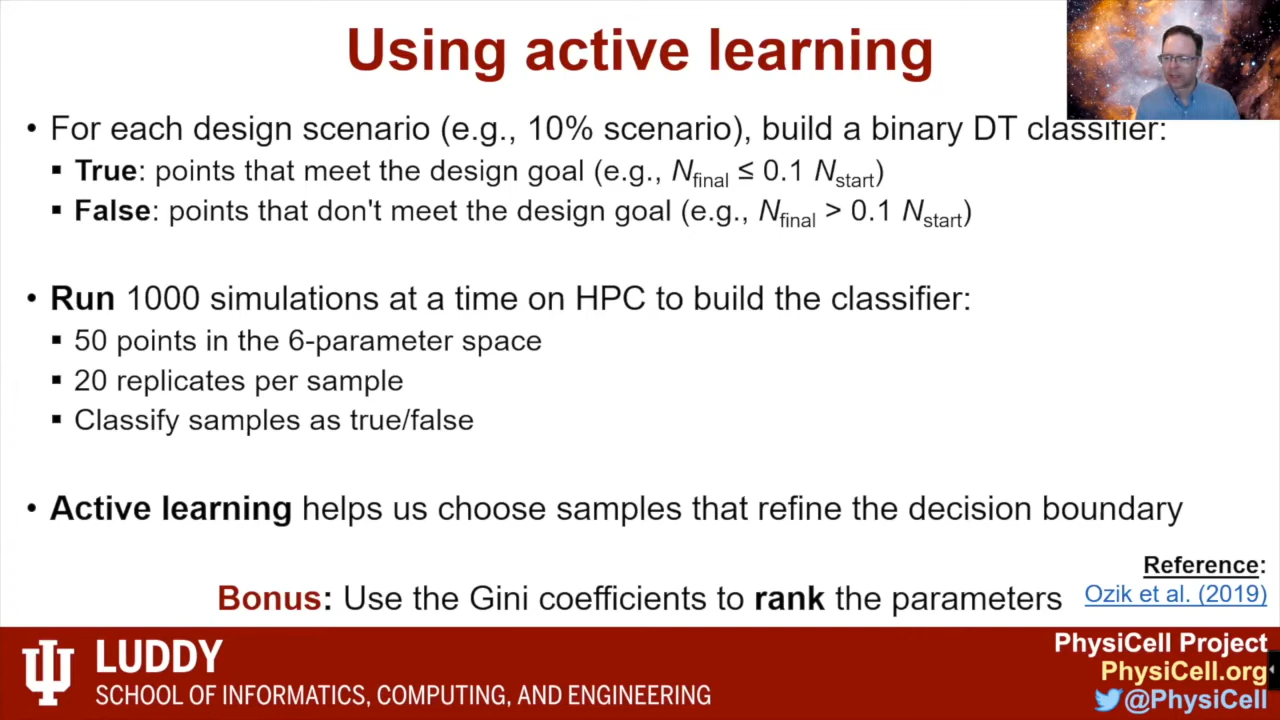 Using active learning
• For each design scenario (e.g., 10% scenario), build a binary DT classifier:
▪ True: points that meet the design goal (e.g., Nfinal ≤ 0.1 Nstart)
▪ False: points that don't meet the design goal (e.g., Nfinal > 0.1 Nstart)
• Run 1000 simulations at a time on HPC to build the classifier:
▪ 50 points in the 6-parameter space
▪ 20 replicates per sample
▪ Classify samples as true/false
• Active learning helps us choose samples that refine the decision boundary
Reference:
Ozik et al. (2019)
Bonus: Use the Gini coefficients to rank the parameters
LUDDY
SCHOOL OF INFORMATICS, COMPUTING, AND ENGINEERING
PhysiCell Project
PhysiCell.org
@PhysiCell